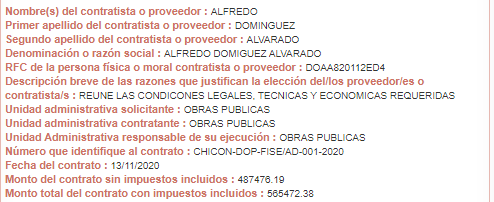 Nombre(s) del contratista o proveedor : ALFREDO
Primer apellido del contratista o proveedor : DOMINGUEZ
Segundo apellido del contratista o proveedor : ALVARADO
Denominación o razón social : ALFREDO DOMIGUEZ ALVARADO
RFC de la persona física o moral contratista o proveedor : DOAA820112ED4
Descripción breve de las razones que justifican la elección del/los proveedor/es o
contratista/s : REUNE LAS CONDICONES LEGALES, TECNICAS Y ECONOMICAS REQUERIDAS
Unidad administrativa solicitante : OBRAS PUBLICAS
Unidad administrativa contratante : OBRAS PUBLICAS
Unidad Administrativa responsable de su ejecución : OBRAS PUBLICAS
Número que identifique al contrato : CHICON-DOP-FISE/AD-001-2020
Fecha del contrato : 13/11/2020
Monto del contrato sin impuestos incluidos : 487476.19
Monto total del contrato con impuestos incluidos : 565472.38